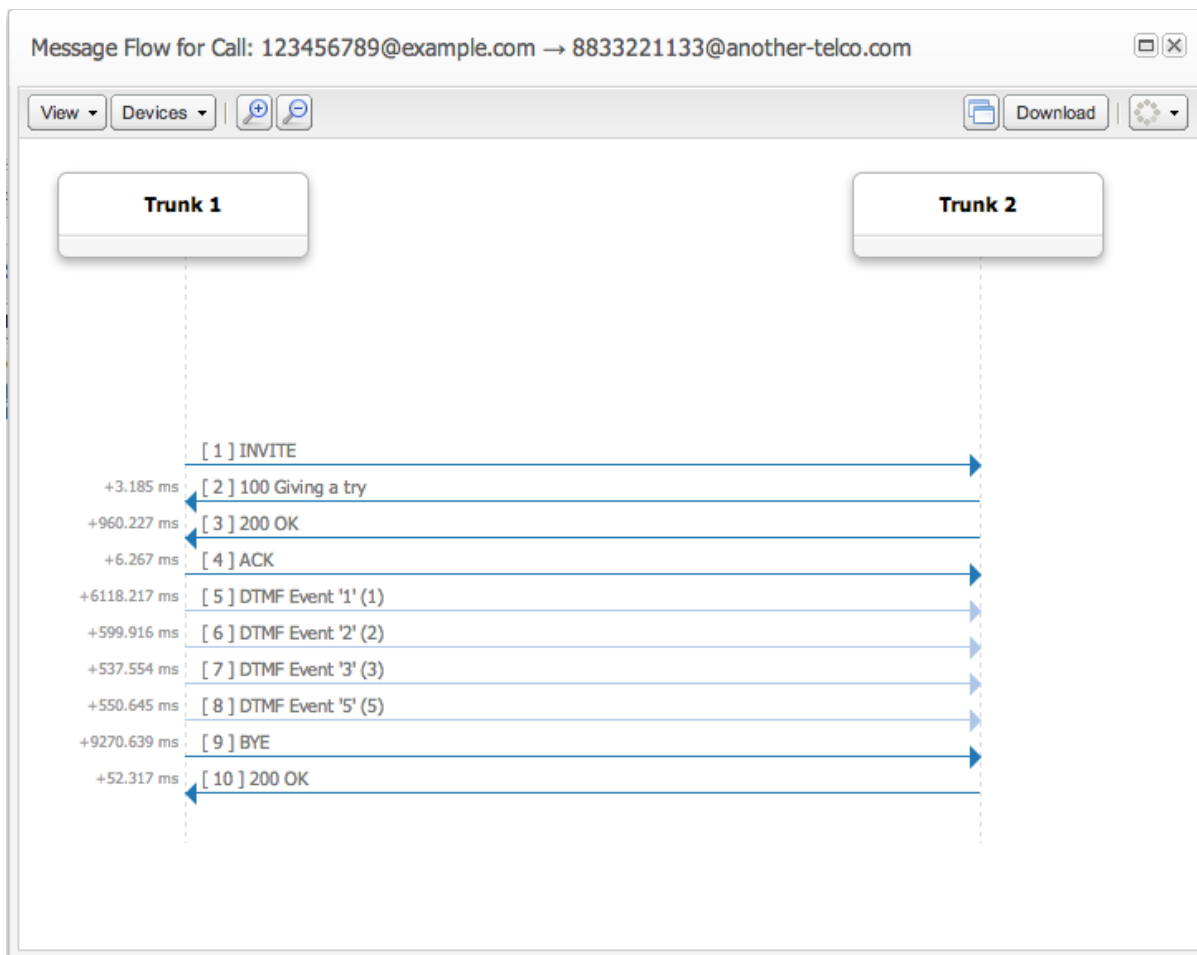 Message Flow for Call: 123456789@example.com → 8833221133@another-telco.com
View Devices Download
Trunk 1 Trunk 2
[ 1 ] INVITE
+3.185 ms [ 2 ] 100 Giving a try
+960.227 ms [ 3 ] 200 OK
+6.267 ms [ 4 ] ACK
+6118.217 ms [ 5 ] DTMF Event '1' (1)
+599.916 ms [ 6 ] DTMF Event '2' (2)
+537.554 ms [ 7 ] DTMF Event '3' (3)
+550.645 ms [ 8 ] DTMF Event '5' (5)
+9270.639 ms [ 9 ] BYE
+52.317 ms [ 10 ] 200 OK